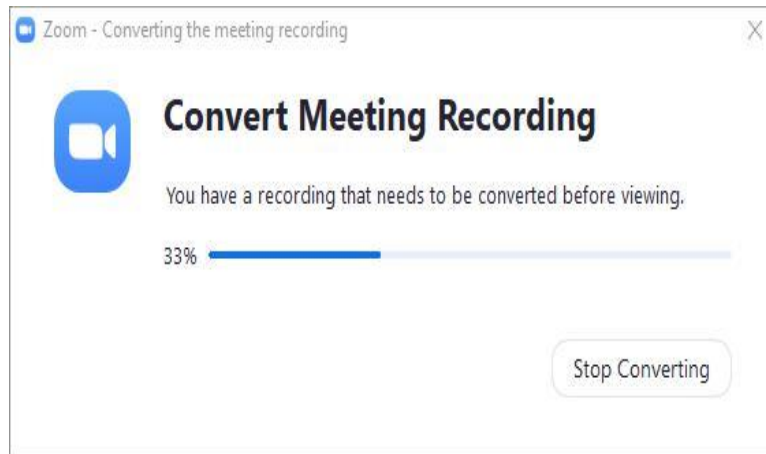 Zoom - Converting the meeting recording
Convert Meeting Recording
You have a recording that needs to be converted before viewing.
33%
Stop Converting